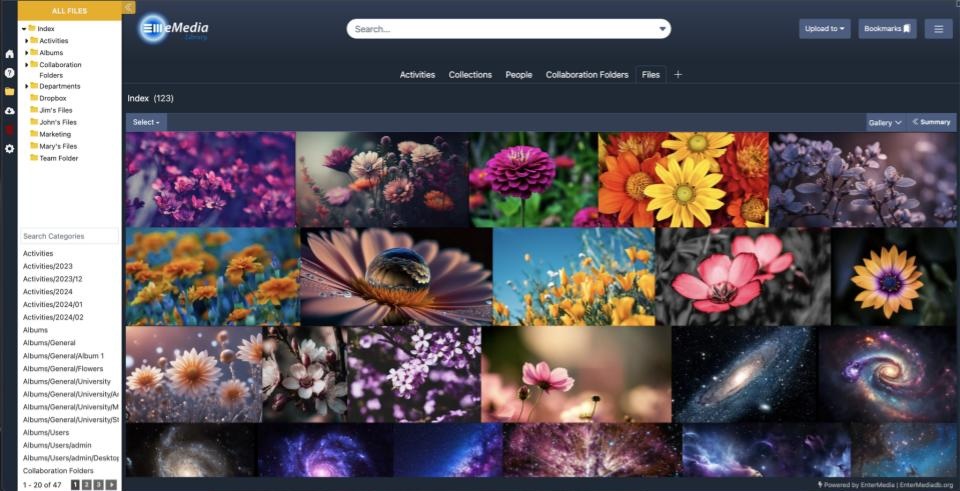 ALL FILES
Index
Activities
Albums
Collaboration
Folders
Departments
Dropbox
Jim's Files
John's Files
Marketing
Mary's Files
Team Folder
Search Categories
Activities
Activities/2023
Activities/2023/12
Activities/2024
Activities/2024/01
Activities/2024/02
Albums
Albums/General
Albums/General/Album 1
Albums/General/Flowers
Albums/General/University
Albums/General/University/A
Albums/General/University/M
Albums/General/University/St
Albums/Users
Albums/Users/admin
Albums/Users/admin/Desktop
Collaboration Folders
1 - 20 of 47 1 2 3
eMedia
Library
Search...
Upload to
Bookmarks
Activities Collections People Collaboration Folders Files +
Index (123)
Select
Gallery
Summary
Powered by EnterMedia | EnterMediadb.org